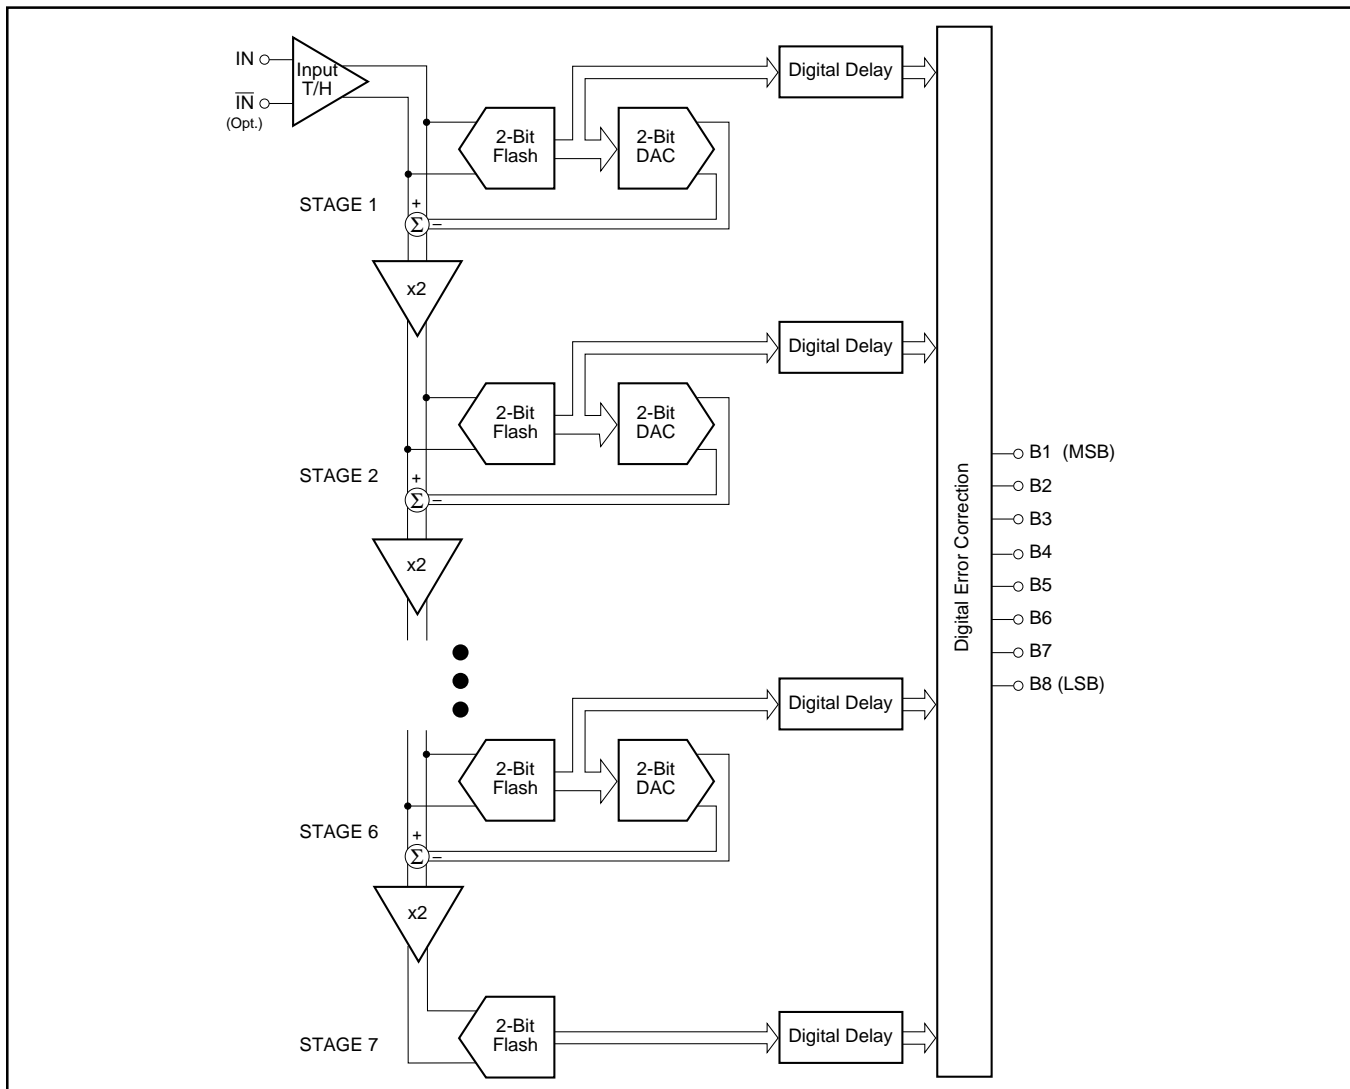 IN
Input
T/H
IN
(Opt.)
Digital Delay
2-Bit
Flash
2-Bit
DAC
STAGE 1
+
Σ
–
x2
Digital Delay
2-Bit
Flash
2-Bit
DAC
STAGE 2
+
Σ
–
x2
Digital Error Correction
B1 (MSB)
B2
B3
B4
B5
B6
B7
B8 (LSB)
Digital Delay
2-Bit
Flash
2-Bit
DAC
STAGE 6
+
Σ
–
x2
2-Bit
Flash
Digital Delay
STAGE 7